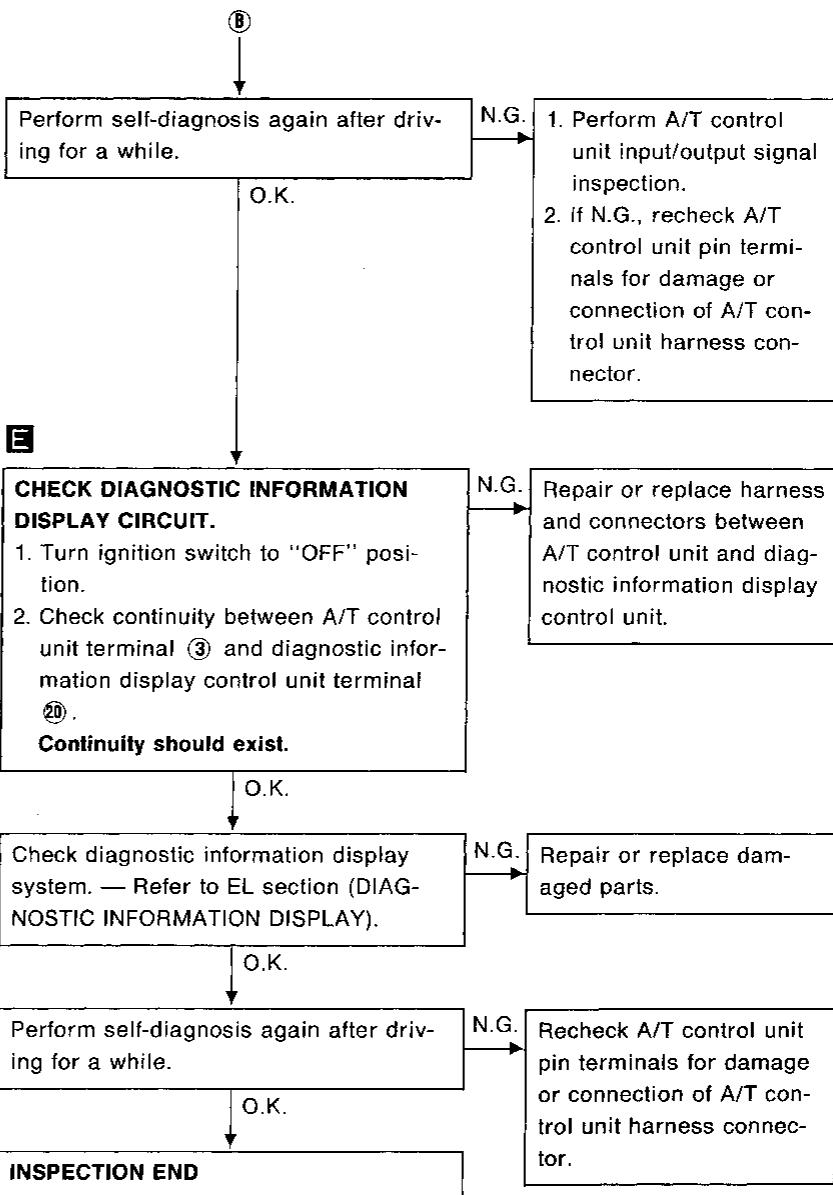 B
Perform self-diagnosis again after driv-
ing for a while.
N.G.
1. Perform A/T control
unit input/output signal
inspection.
2. if N.G., recheck A/T
control unit pin termi-
nals for damage or
connection of A/T con-
trol unit harness con-
nector.
O.K.
E
CHECK DIAGNOSTIC INFORMATION
DISPLAY CIRCUIT.
1. Turn ignition switch to "OFF" posi-
tion.
2. Check continuity between A/T control
unit terminal ③ and diagnostic infor-
mation display control unit terminal
⑳.
Continuity should exist.
N.G.
Repair or replace harness
and connectors between
A/T control unit and diag-
nostic information display
control unit.
O.K.
Check diagnostic information display
system. — Refer to EL section (DIAG-
NOSTIC INFORMATION DISPLAY).
N.G.
Repair or replace dam-
aged parts.
O.K.
Perform self-diagnosis again after driv-
ing for a while.
N.G.
Recheck A/T control unit
pin terminals for damage
or connection of A/T con-
trol unit harness connec-
tor.
O.K.
INSPECTION END